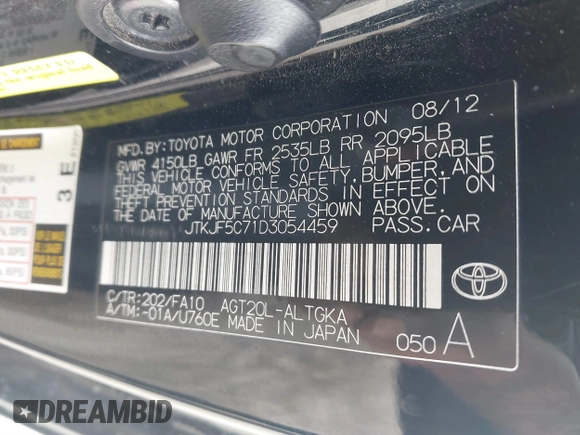 MFD. BY: TOYOTA MOTOR CORPORATION 08/12
GVWR 4150LB GAWR FR 2535LB RR 2095LB
THIS VEHICLE CONFORMS TO ALL APPLICABLE
FEDERAL MOTOR VEHICLE SAFETY, BUMPER, AND
THEFT PREVENTION STANDARDS IN EFFECT ON
THE DATE OF MANUFACTURE SHOWN ABOVE.
JTKJF5C71D3054459 PASS. CAR
C/TR: 202/FA10 AGT20L-ALTGKA
A/TM: -01A/U760E MADE IN JAPAN
050 A
3 E
DREAMBID